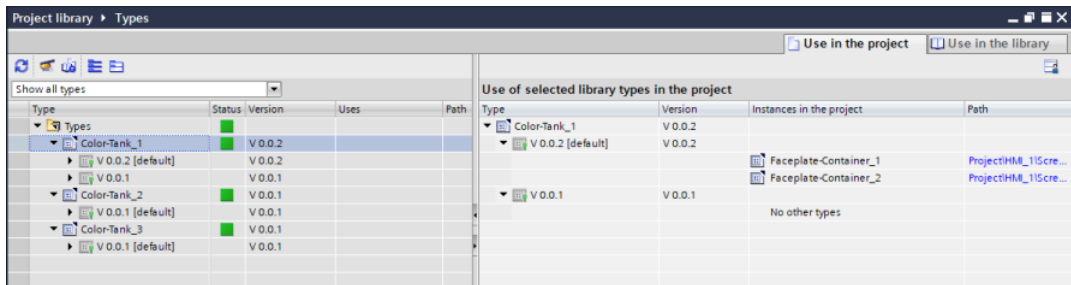 Project library ▸ Types
Use in the project Use in the library
Show all types
Use of selected library types in the project
Type Status Version Uses Path Type Version Instances in the project Path
Types Color-Tank_1 V 0.0.2
Color-Tank_1 V 0.0.2 V 0.0.2 [default] V 0.0.2
V 0.0.2 [default] V 0.0.2 Faceplate-Container_1 Project\HMI_1\Scre...
V 0.0.1 V 0.0.1 Faceplate-Container_2 Project\HMI_1\Scre...
Color-Tank_2 V 0.0.1 V 0.0.1 V 0.0.1
V 0.0.1 [default] V 0.0.1 No other types
Color-Tank_3 V 0.0.1
V 0.0.1 [default] V 0.0.1